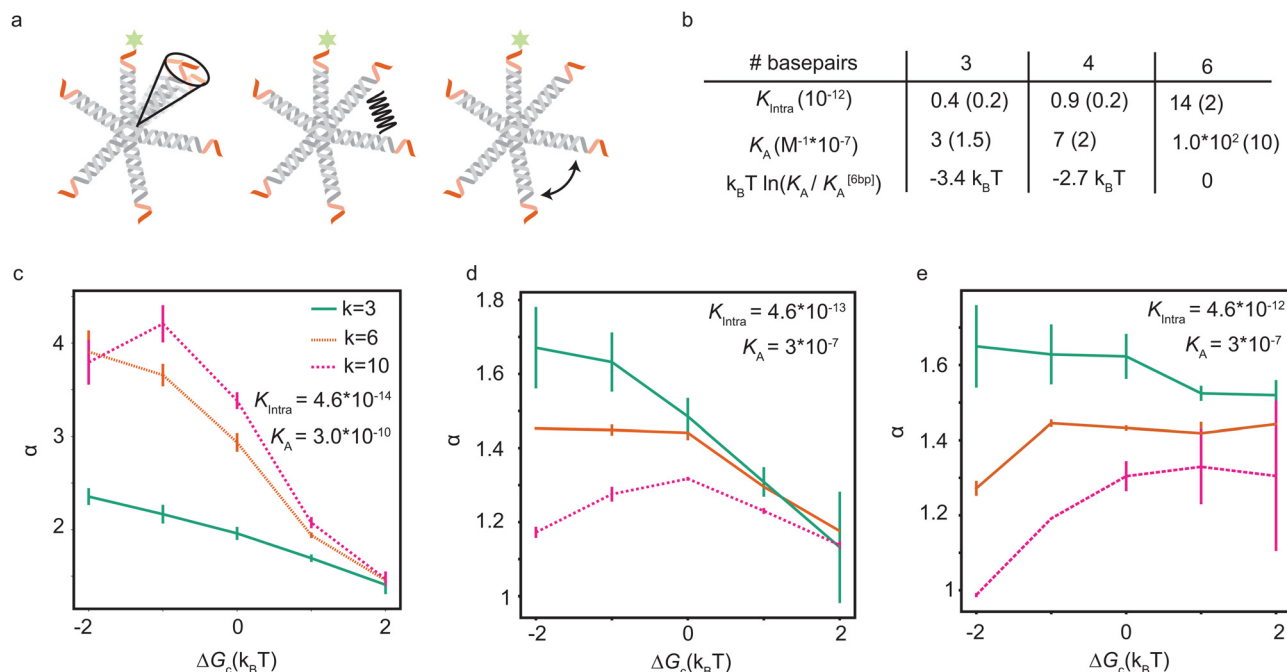 a
b
# basepairs 3 4 6
K_Intra (10^-12) 0.4 (0.2) 0.9 (0.2) 14 (2)
K_A (M^-1*10^-7) 3 (1.5) 7 (2) 1.0*10^2 (10)
k_BT ln(K_A / K_A^[6bp]) -3.4 k_BT -2.7 k_BT 0
c
k=3
k=6
k=10
K_Intra = 4.6*10^-14
K_A = 3.0*10^-10
4
3
2
α
-2 0 2
ΔG_c(k_BT)
d
K_Intra = 4.6*10^-13
K_A = 3*10^-7
1.8
1.6
1.4
1.2
1
α
-2 0 2
ΔG_c(k_BT)
e
K_Intra = 4.6*10^-12
K_A = 3*10^-7
1.8
1.6
1.4
1.2
1
α
-2 0 2
ΔG_c(k_BT)